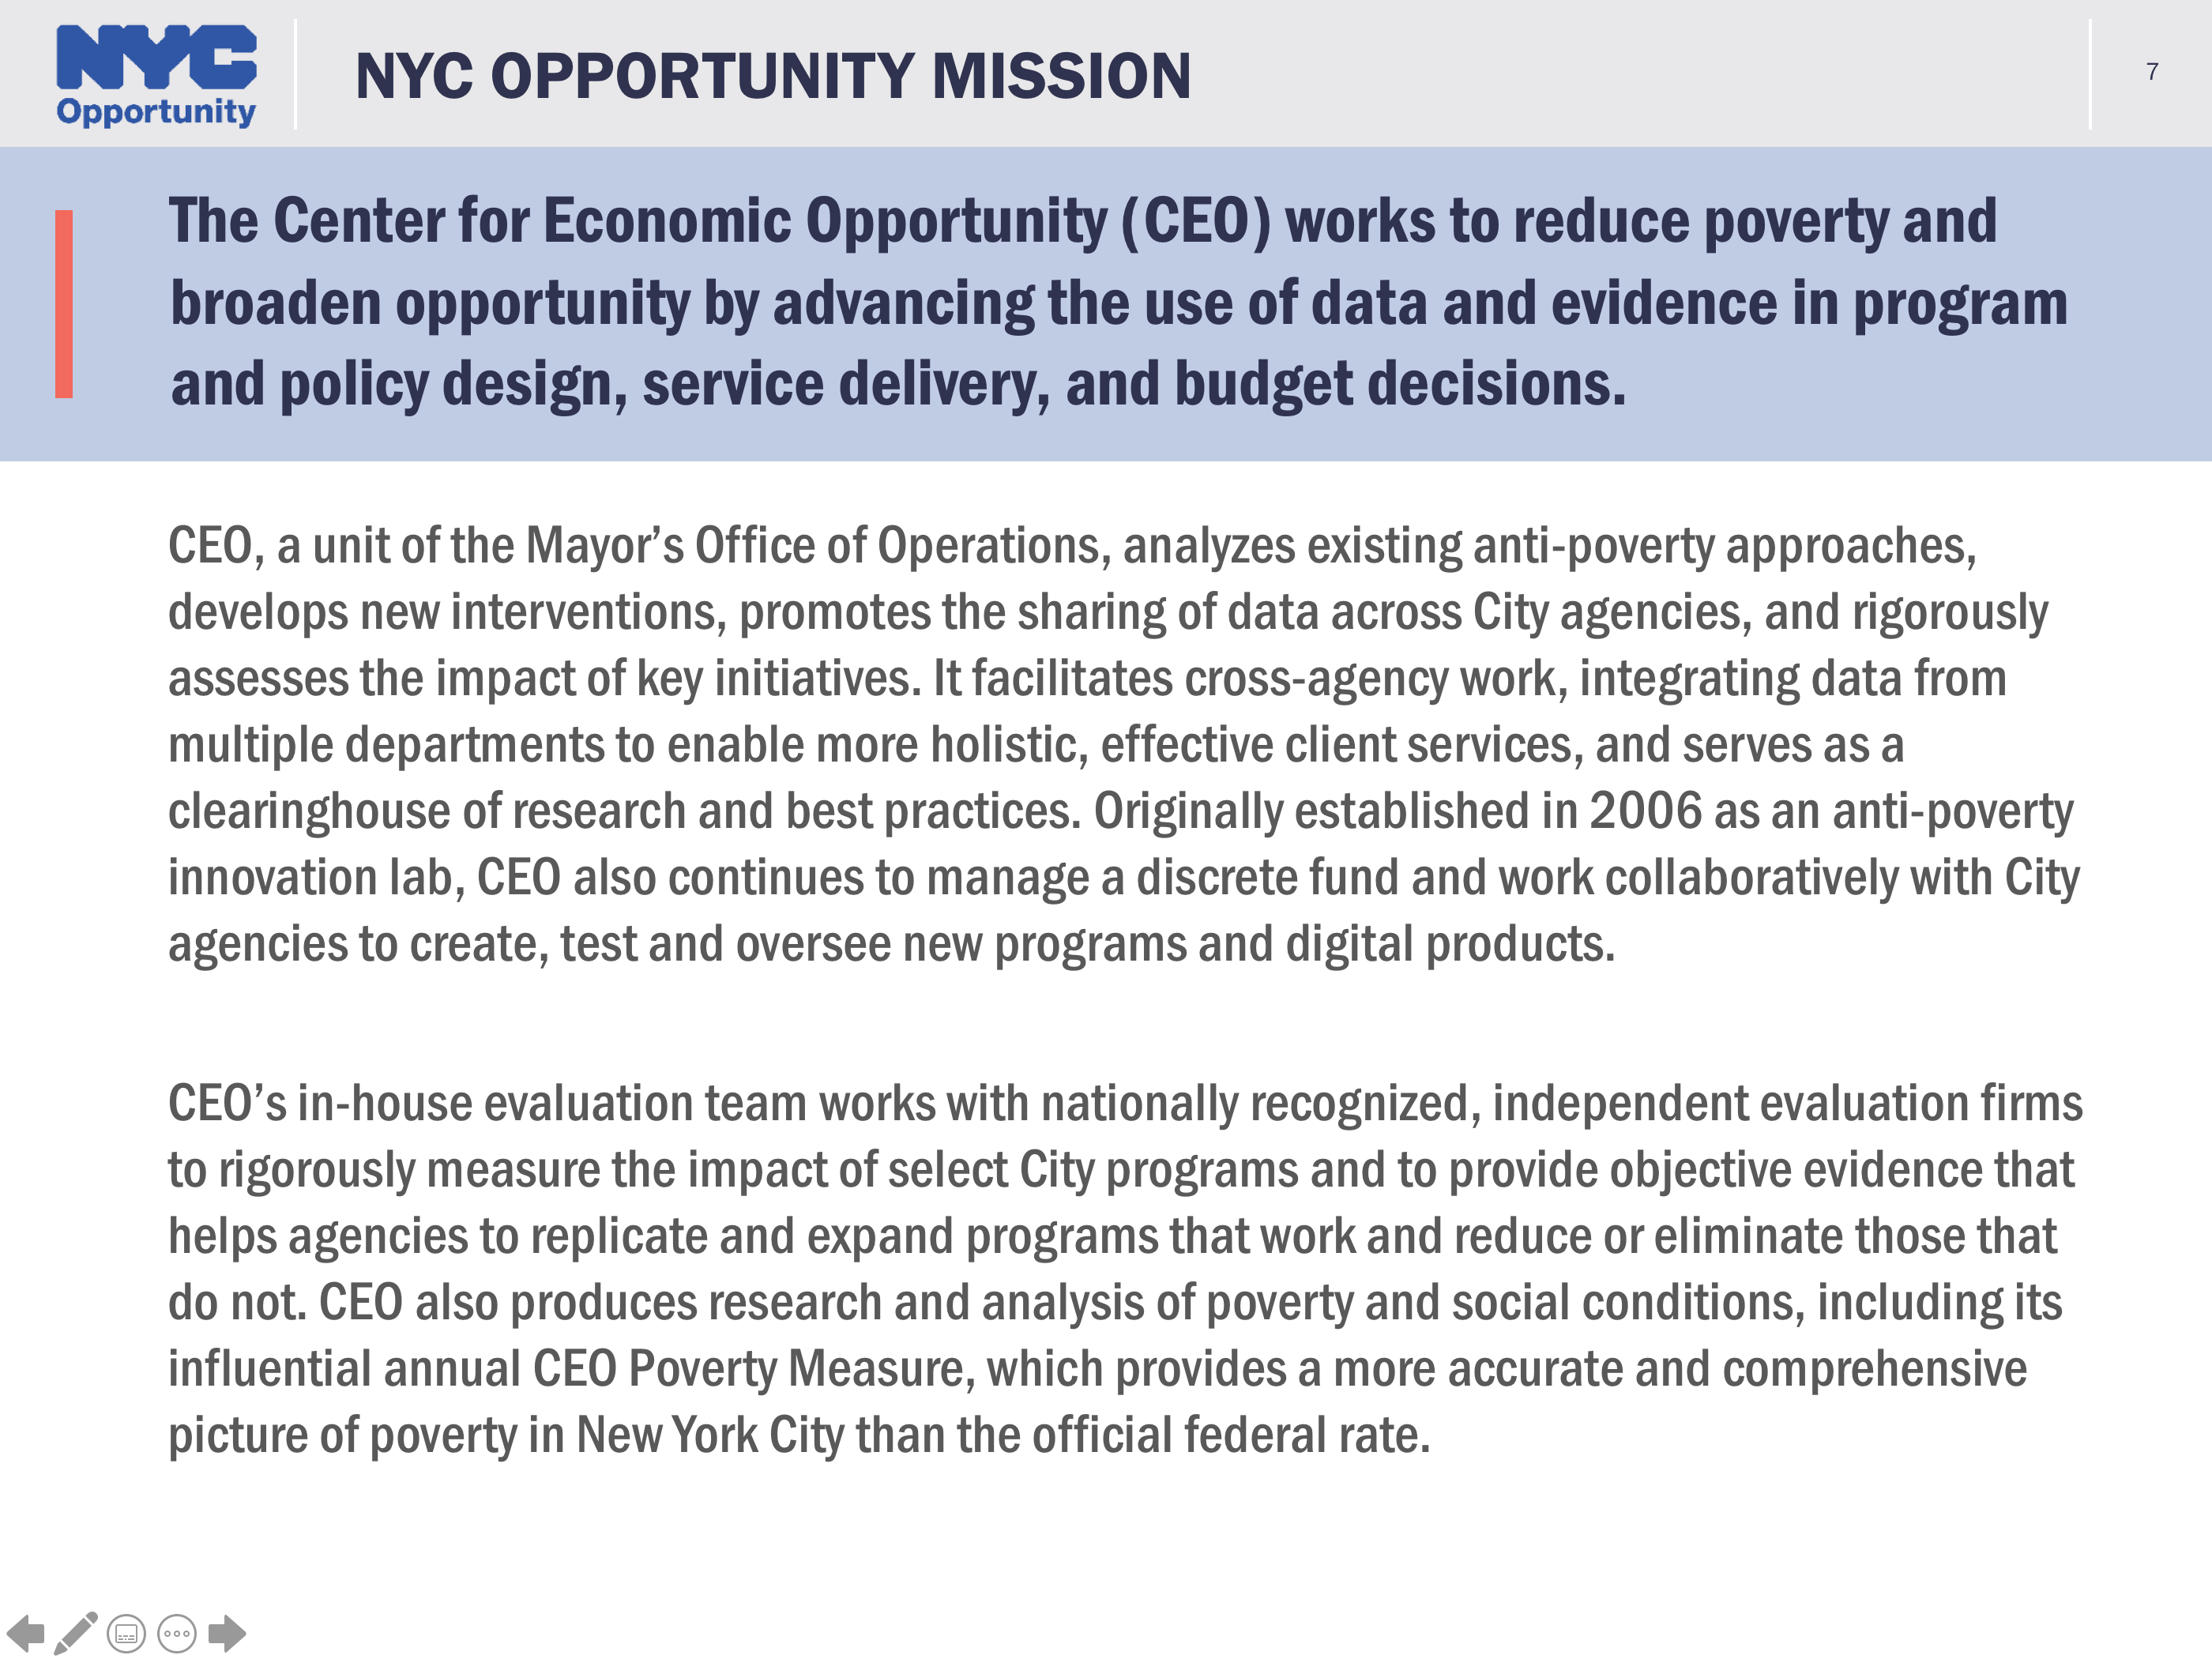 NYC
Opportunity
NYC OPPORTUNITY MISSION
7
The Center for Economic Opportunity (CEO) works to reduce poverty and
broaden opportunity by advancing the use of data and evidence in program
and policy design, service delivery, and budget decisions.
CEO, a unit of the Mayor’s Office of Operations, analyzes existing anti-poverty approaches,
develops new interventions, promotes the sharing of data across City agencies, and rigorously
assesses the impact of key initiatives. It facilitates cross-agency work, integrating data from
multiple departments to enable more holistic, effective client services, and serves as a
clearinghouse of research and best practices. Originally established in 2006 as an anti-poverty
innovation lab, CEO also continues to manage a discrete fund and work collaboratively with City
agencies to create, test and oversee new programs and digital products.
CEO’s in-house evaluation team works with nationally recognized, independent evaluation firms
to rigorously measure the impact of select City programs and to provide objective evidence that
helps agencies to replicate and expand programs that work and reduce or eliminate those that
do not. CEO also produces research and analysis of poverty and social conditions, including its
influential annual CEO Poverty Measure, which provides a more accurate and comprehensive
picture of poverty in New York City than the official federal rate.